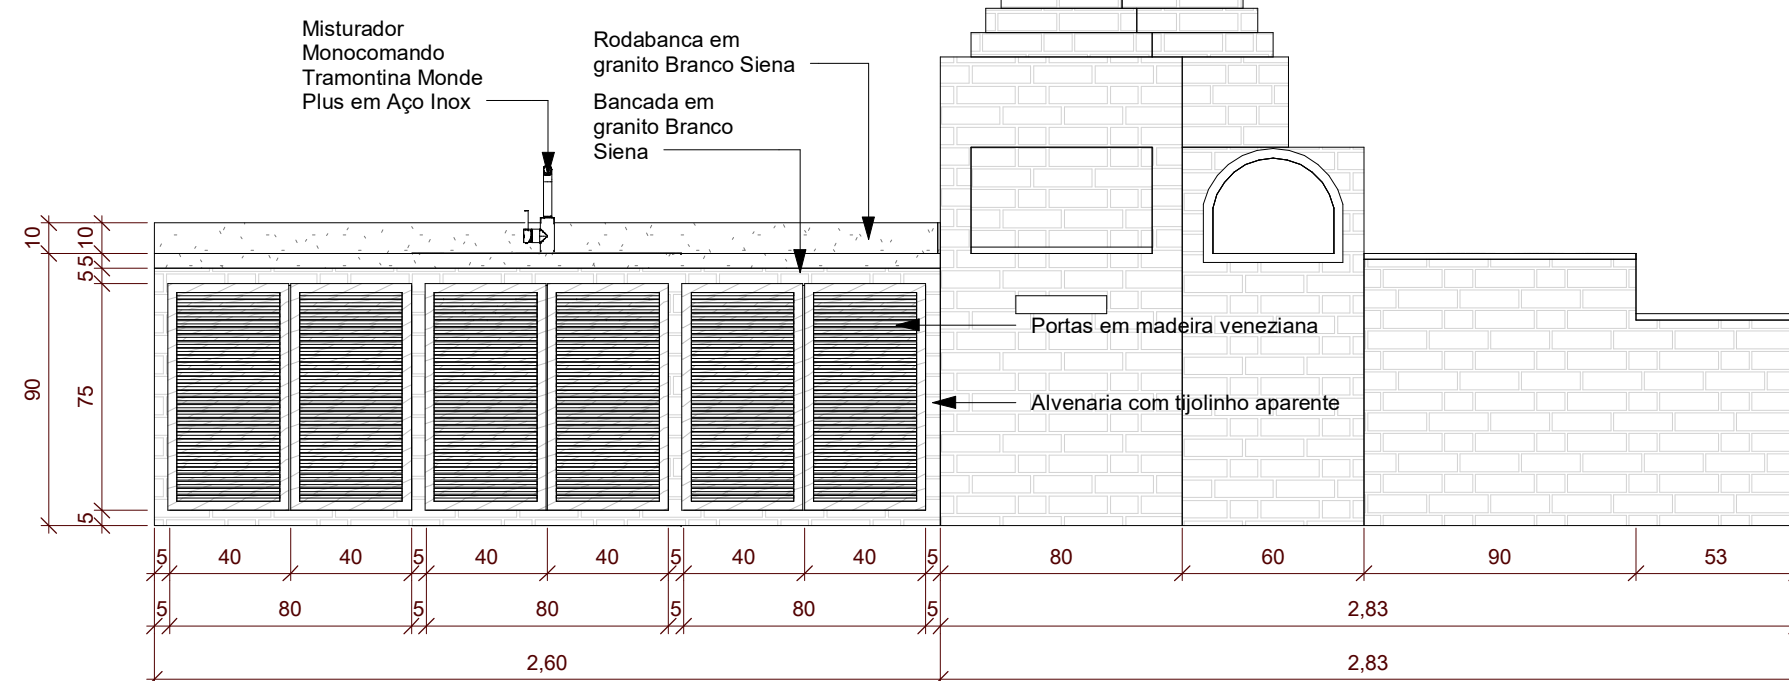 Misturador
Monocomando
Tramontina Monde
Plus em Aço Inox
Rodabanca em
granito Branco Siena
Bancada em
granito Branco
Siena
Portas em madeira veneziana
Alvenaria com tijolinho aparente
10
90
10
5
5
75
5
5 40 40 5 40 40 5 40 40 5 80 60 90 53
5 80 5 80 5 80 5 2,83
2,60 2,83